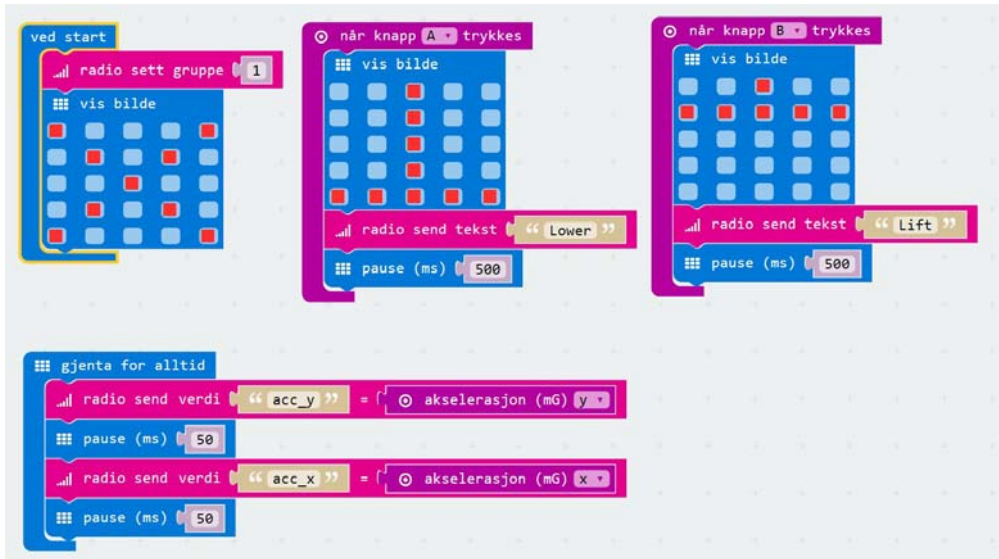 ved start
radio sett gruppe 1
vis bilde
når knapp A trykkes
vis bilde
radio send tekst “ Lower ”
pause (ms) 500
når knapp B trykkes
vis bilde
radio send tekst “ Lift ”
pause (ms) 500
gjenta for alltid
radio send verdi “ acc_y ” = akselerasjon (mG) y
pause (ms) 50
radio send verdi “ acc_x ” = akselerasjon (mG) x
pause (ms) 50